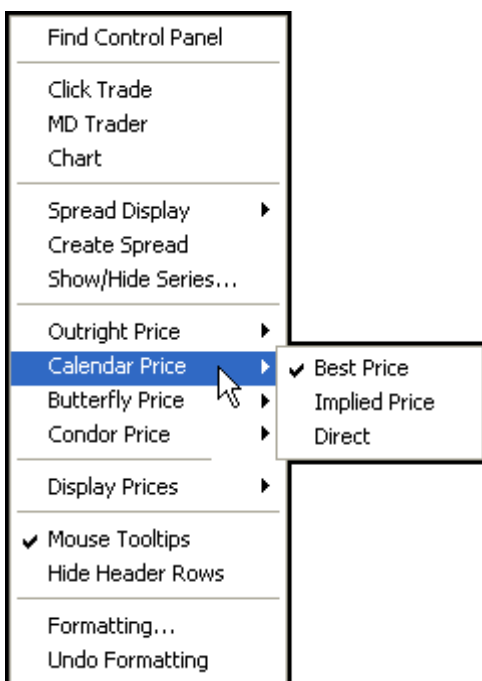 Find Control Panel
Click Trade
MD Trader
Chart
Spread Display
Create Spread
Show/Hide Series...
Outright Price
Calendar Price
Butterfly Price
Condor Price
Display Prices
Mouse Tooltips
Hide Header Rows
Formatting...
Undo Formatting
Best Price
Implied Price
Direct